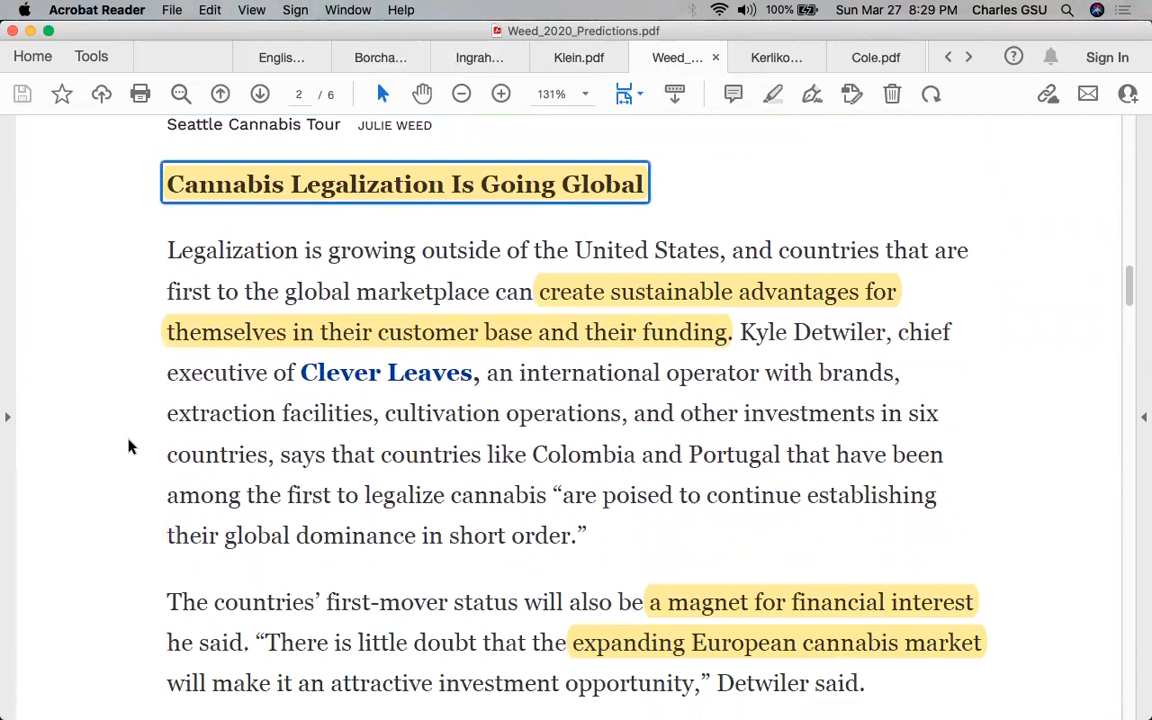 Acrobat Reader File Edit View Sign Window Help 100% Sun Mar 27 8:29 PM Charles GSU
Weed_2020_Predictions.pdf
Home Tools Englis... Borcha... Ingrah... Klein.pdf Weed_... × Kerliko... Cole.pdf Sign In
2 / 6 131%
Seattle Cannabis Tour JULIE WEED
Cannabis Legalization Is Going Global
Legalization is growing outside of the United States, and countries that are
first to the global marketplace can create sustainable advantages for
themselves in their customer base and their funding. Kyle Detwiler, chief
executive of Clever Leaves, an international operator with brands,
extraction facilities, cultivation operations, and other investments in six
countries, says that countries like Colombia and Portugal that have been
among the first to legalize cannabis “are poised to continue establishing
their global dominance in short order.”
The countries’ first-mover status will also be a magnet for financial interest
he said. “There is little doubt that the expanding European cannabis market
will make it an attractive investment opportunity,” Detwiler said.